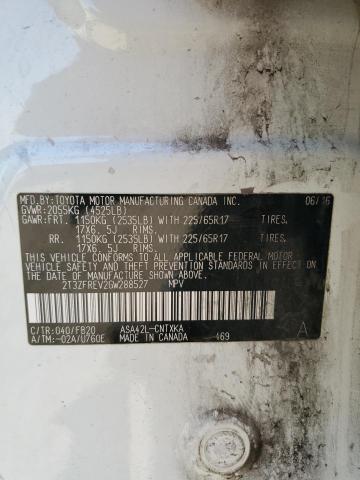 MFD.BY:TOYOTA MOTOR MANUFACTURING CANADA INC. 06/16
GVWR:2055KG (4525LB)
GAWR:FRT. 1150KG (2535LB) WITH 225/65R17 TIRES,
17X6. 5J RIMS.
RR. 1150KG (2535LB) WITH 225/65R17 TIRES,
17X6. 5J RIMS.
THIS VEHICLE CONFORMS TO ALL APPLICABLE FEDERAL MOTOR
VEHICLE SAFETY AND BUMPER STANDARDS IN EFFECT ON THE
DATE OF MANUFACTURE SHOWN ABOVE.
2T3ZFREV2GW288527 MPV
C/TR:040/FB20 ASA42L-CNTXKA
A/TM:-02A/U760E MADE IN CANADA 469 A